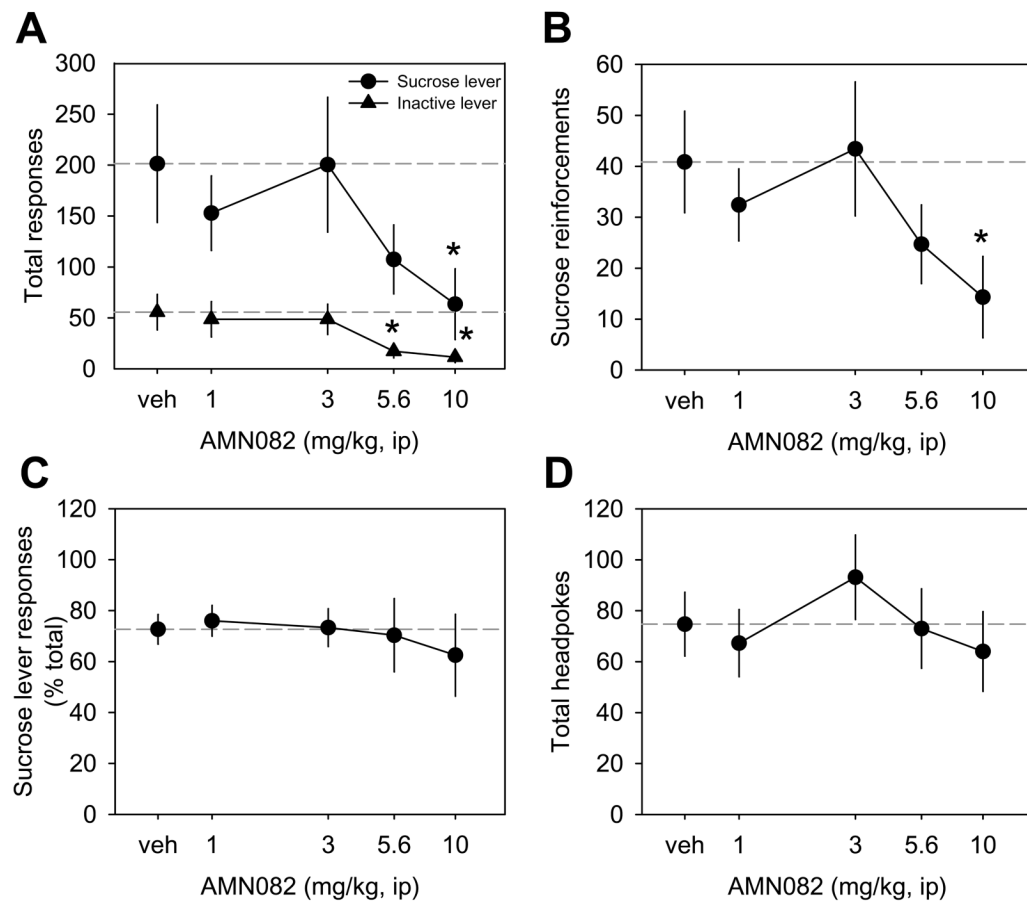 A
Total responses
300
250
200
150
100
50
0
Sucrose lever
Inactive lever
*
*
*
veh 1 3 5.6 10
AMN082 (mg/kg, ip)
B
Sucrose reinforcements
60
50
40
30
20
10
0
*
veh 1 3 5.6 10
AMN082 (mg/kg, ip)
C
Sucrose lever responses
(% total)
120
100
80
60
40
20
0
veh 1 3 5.6 10
AMN082 (mg/kg, ip)
D
Total headpokes
120
100
80
60
40
20
0
veh 1 3 5.6 10
AMN082 (mg/kg, ip)